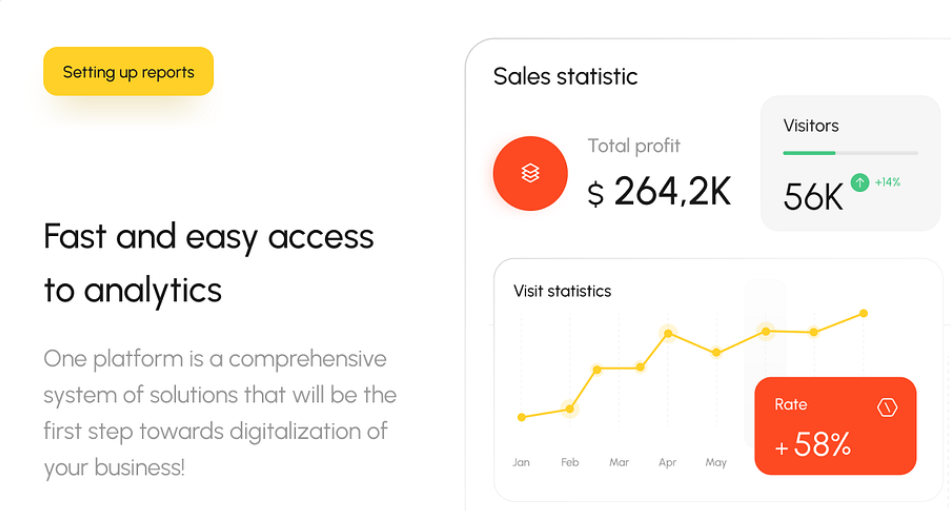 Setting up reports
Fast and easy access
to analytics
One platform is a comprehensive
system of solutions that will be the
first step towards digitalization of
your business!
Sales statistic
Total profit
$ 264,2K
Visitors
56K +14%
Visit statistics
Rate
+58%
Jan Feb Mar Apr May